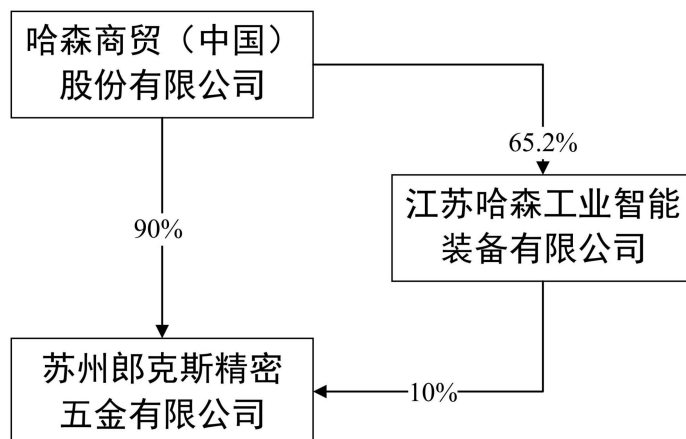 哈森商贸（中国）
股份有限公司
65.2%
江苏哈森工业智能
装备有限公司
90%
苏州郎克斯精密
五金有限公司
10%